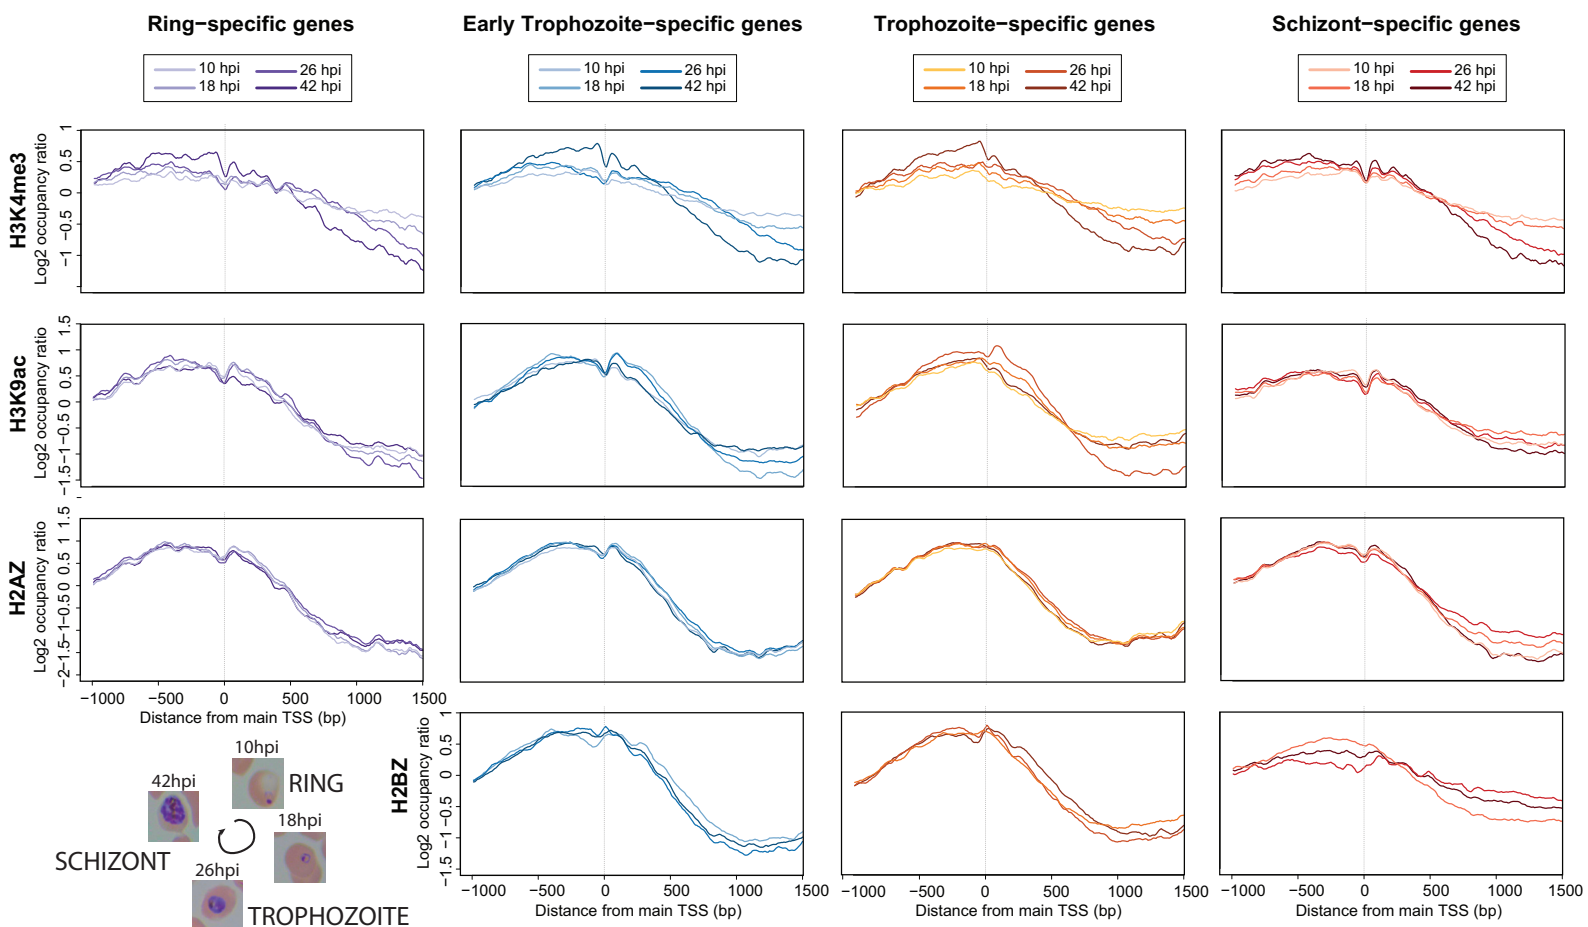 Ring−specific genes
Early Trophozoite−specific genes
Trophozoite−specific genes
Schizont−specific genes
10 hpi 26 hpi
18 hpi 42 hpi
10 hpi 26 hpi
18 hpi 42 hpi
10 hpi 26 hpi
18 hpi 42 hpi
10 hpi 26 hpi
18 hpi 42 hpi
H3K4me3
Log2 occupancy ratio
1
0.5
0
−0.5
−1
H3K9ac
Log2 occupancy ratio
1.5
1
0.5
0
−0.5
−1
−1.5
H2AZ
Log2 occupancy ratio
1.5
1
0.5
0
−0.5
−1
−1.5
−2
−1000 −500 0 500 1000 1500
Distance from main TSS (bp)
H2BZ
Log2 occupancy ratio
1
0.5
0
−0.5
−1
−1.5
−1000 −500 0 500 1000 1500
Distance from main TSS (bp)
−1000 −500 0 500 1000 1500
Distance from main TSS (bp)
−1000 −500 0 500 1000 1500
Distance from main TSS (bp)
10hpi
RING
42hpi
18hpi
SCHIZONT
26hpi
TROPHOZOITE